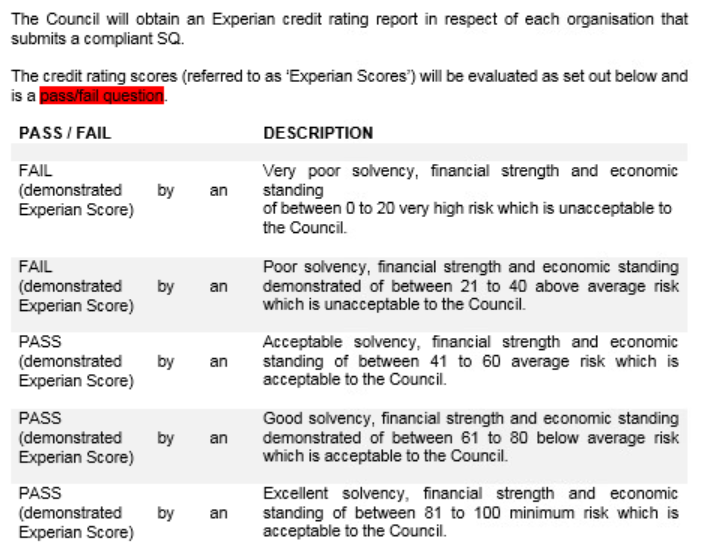 The Council will obtain an Experian credit rating report in respect of each organisation that
submits a compliant SQ.
The credit rating scores (referred to as 'Experian Scores') will be evaluated as set out below and
is a pass/fail question.
PASS / FAIL DESCRIPTION
FAIL
(demonstrated by an
Experian Score)
Very poor solvency, financial strength and economic
standing
of between 0 to 20 very high risk which is unacceptable to
the Council.
FAIL
(demonstrated by an
Experian Score)
Poor solvency, financial strength and economic standing
demonstrated of between 21 to 40 above average risk
which is unacceptable to the Council.
PASS
(demonstrated by an
Experian Score)
Acceptable solvency, financial strength and economic
standing of between 41 to 60 average risk which is
acceptable to the Council.
PASS
(demonstrated by an
Experian Score)
Good solvency, financial strength and economic standing
demonstrated of between 61 to 80 below average risk
which is acceptable to the Council.
PASS
(demonstrated by an
Experian Score)
Excellent solvency, financial strength and economic
standing of between 81 to 100 minimum risk which is
acceptable to the Council.